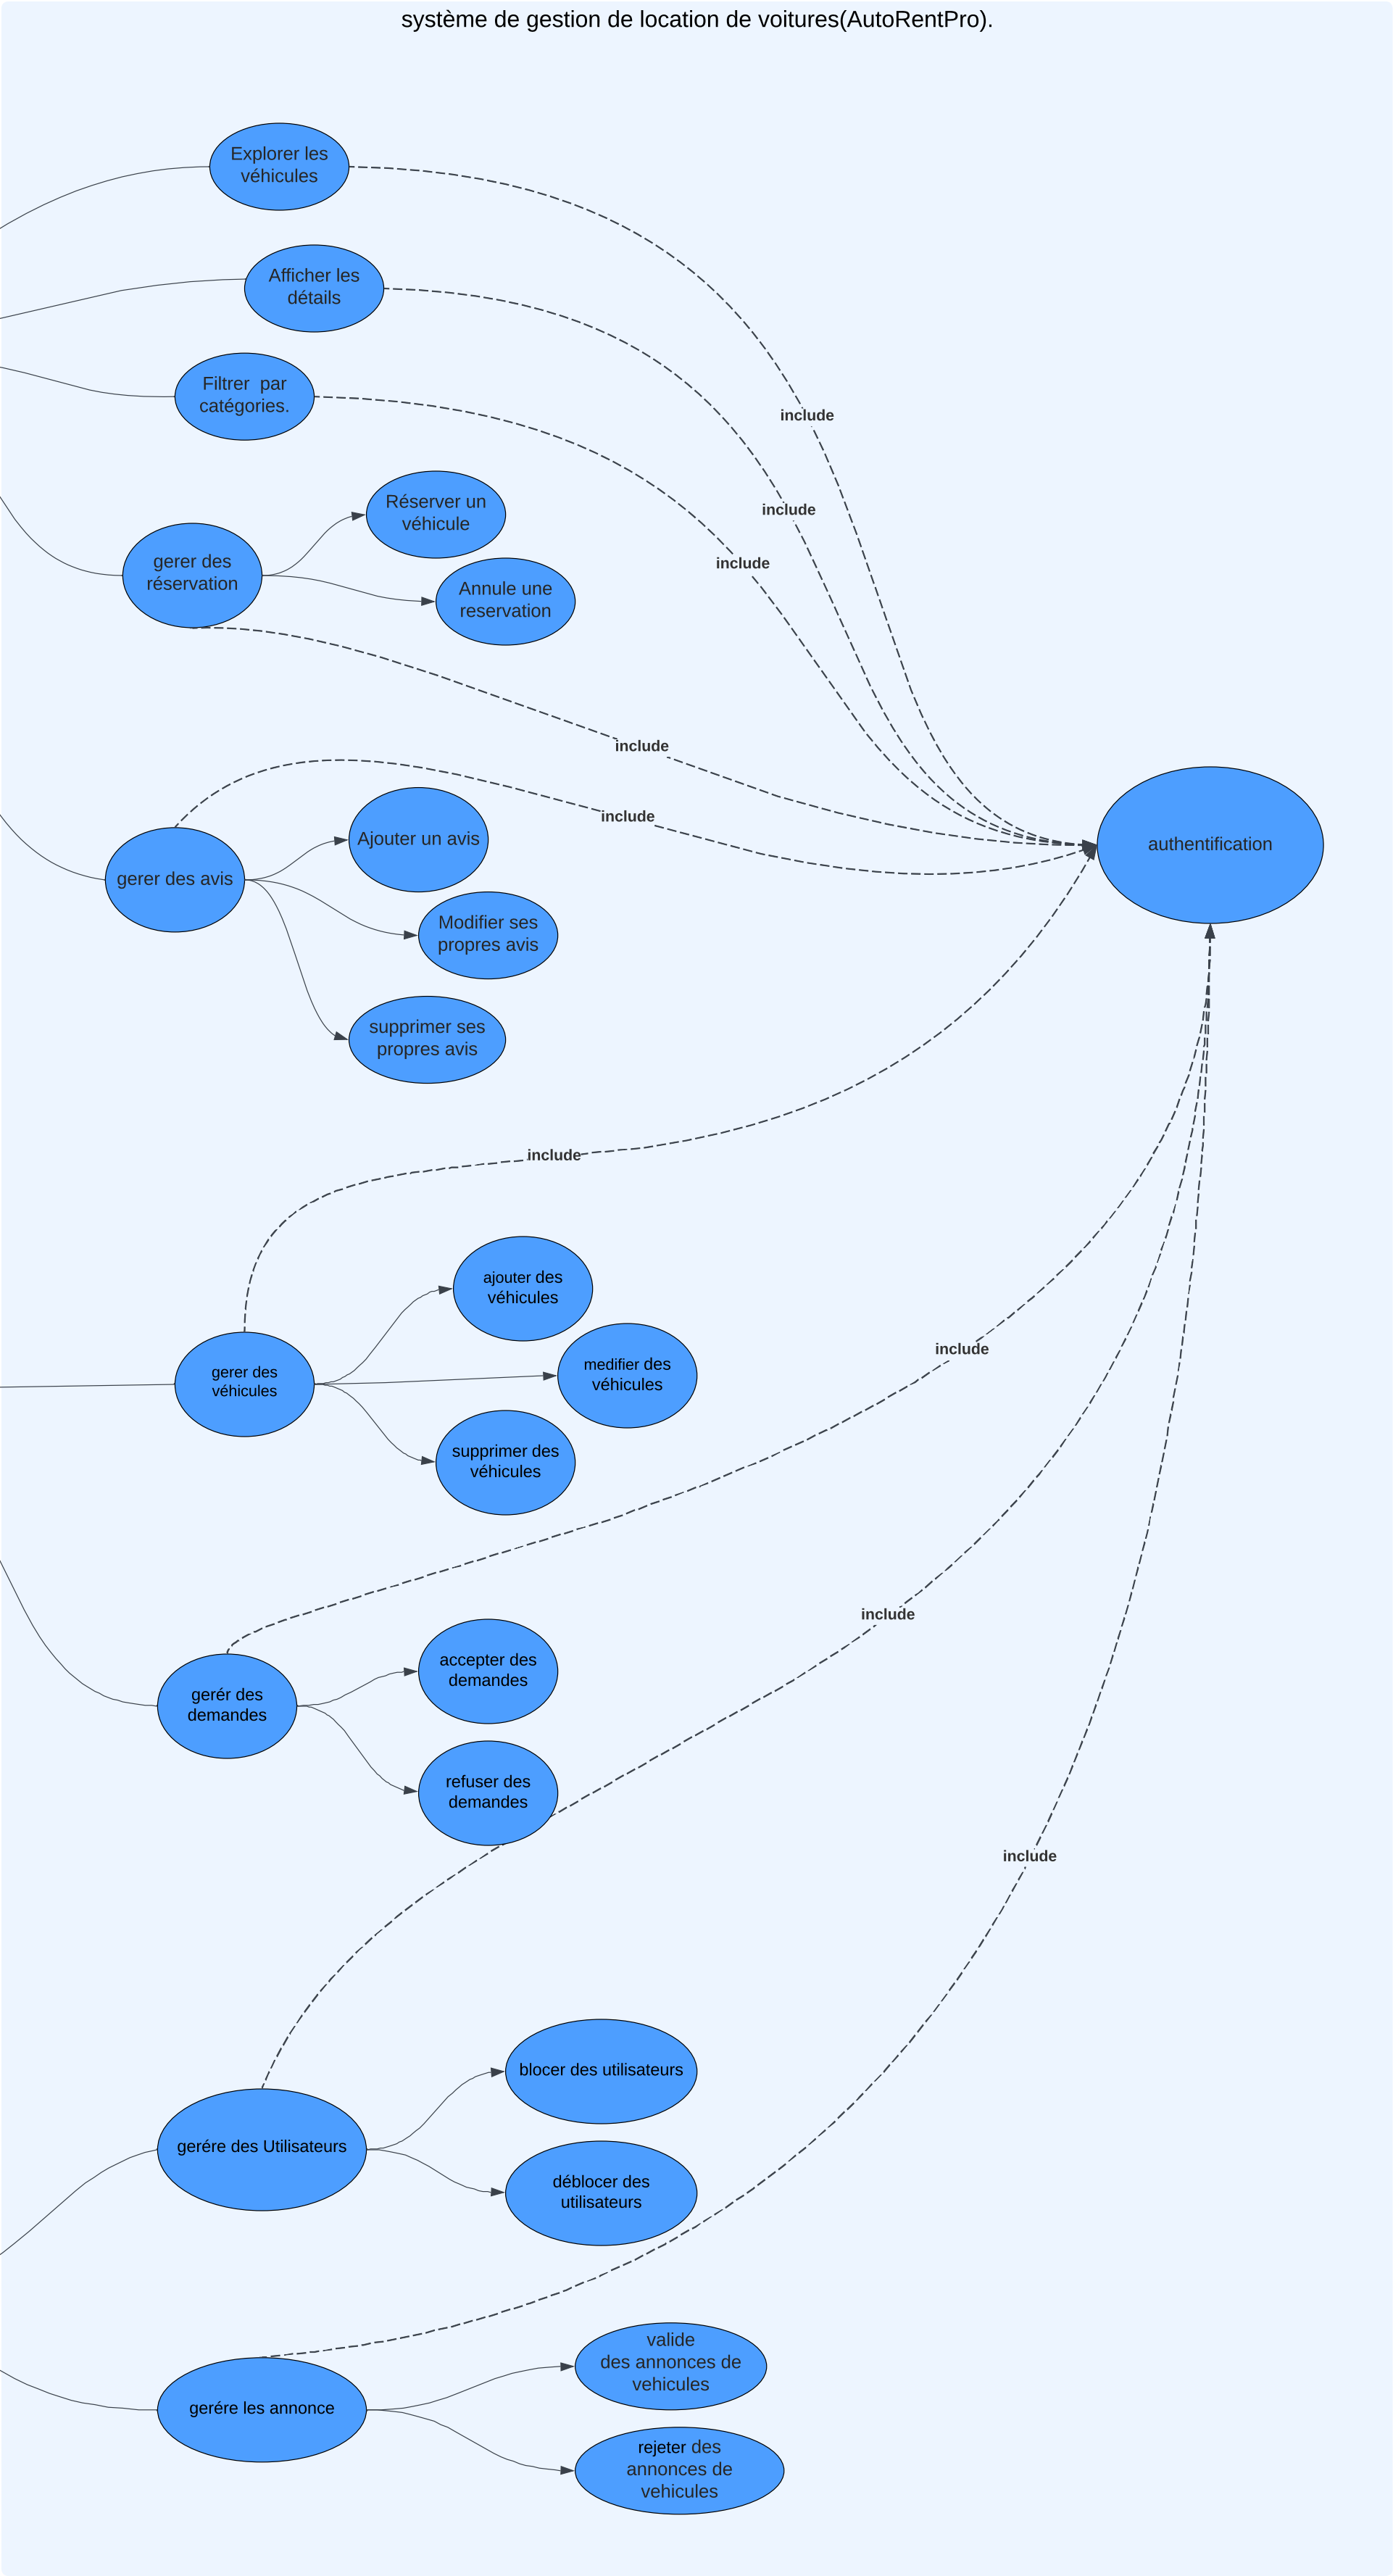 système de gestion de location de voitures(AutoRentPro).
Explorer les
véhicules
Afficher les
détails
Filtrer  par
catégories.
include
Réserver un
véhicule
include
gerer des
réservation
include
Annule une
reservation
include
include
Ajouter un avis
authentification
gerer des avis
Modifier ses
propres avis
supprimer ses
propres avis
include
ajouter des
véhicules
gerer des
véhicules
medifier des
véhicules
include
supprimer des
véhicules
include
accepter des
demandes
gerér des
demandes
refuser des
demandes
include
blocer des utilisateurs
gerére des Utilisateurs
déblocer des
utilisateurs
valide
des annonces de
vehicules
gerére les annonce
rejeter des
annonces de
vehicules